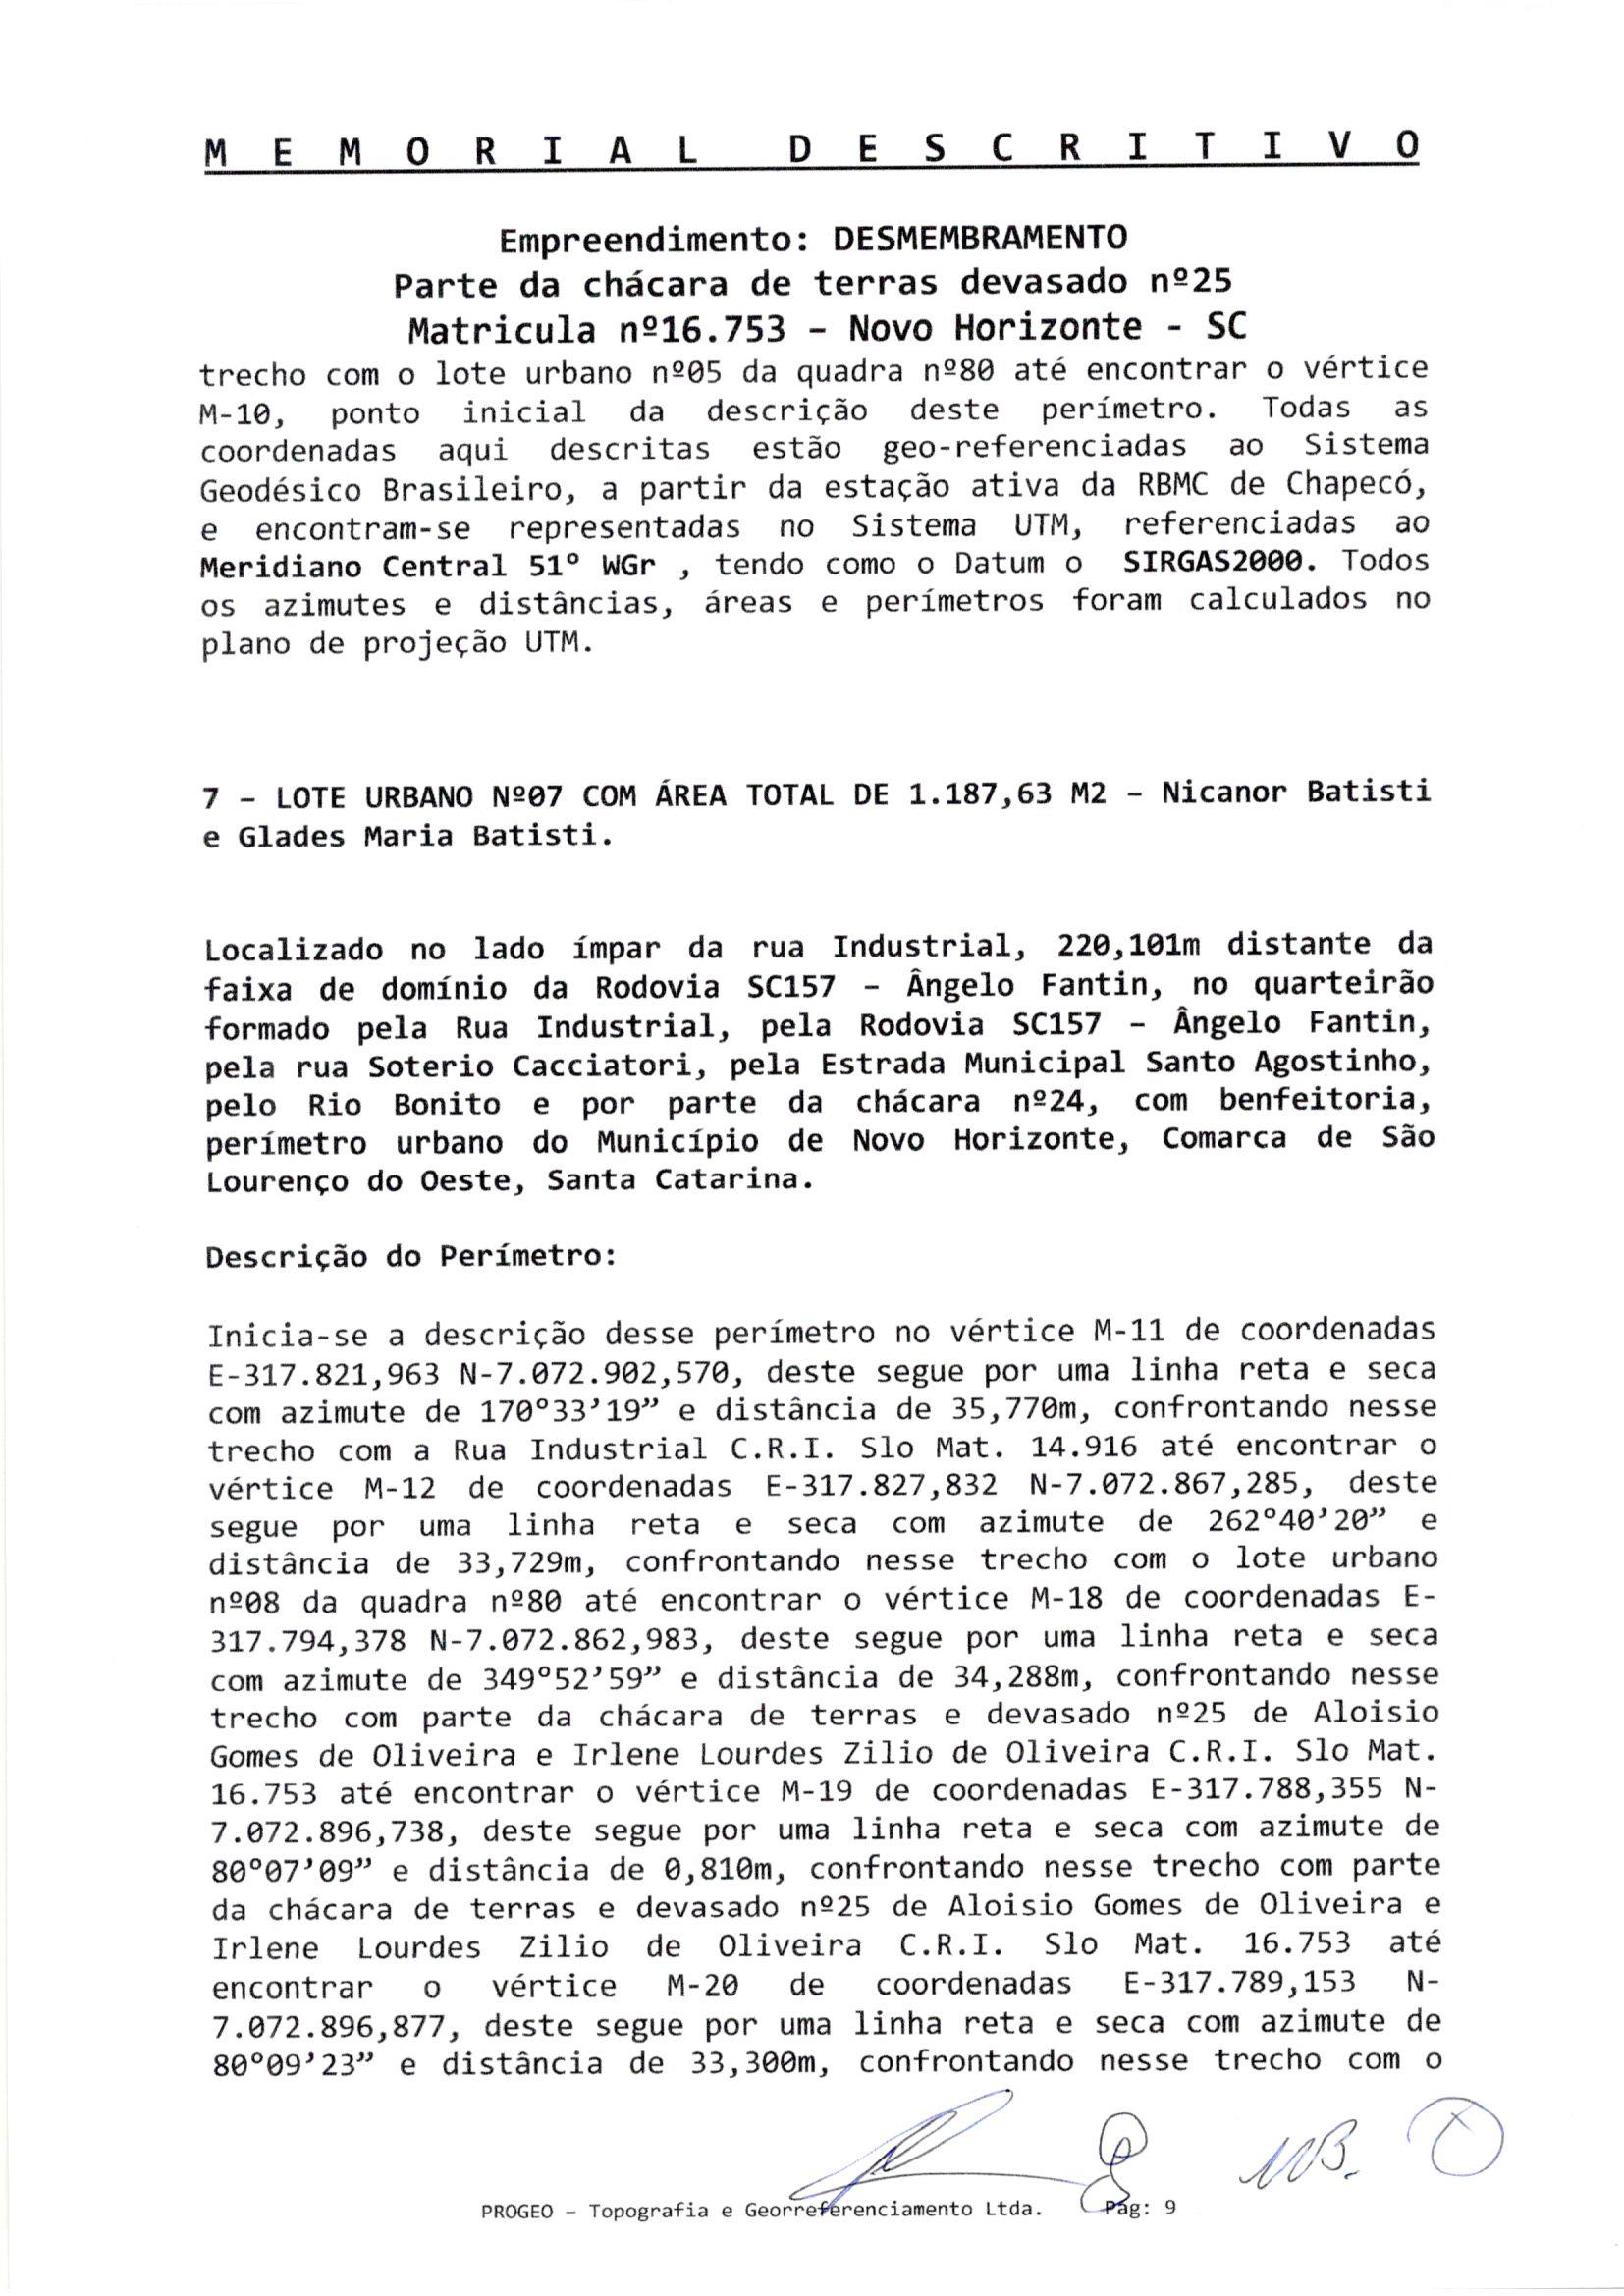 MEMORIAL DESCRITIVO
Empreendimento: DESMEMBRAMENTO
Parte da chácara de terras devasado nº25
Matricula nº16.753 – Novo Horizonte - SC
trecho com o lote urbano nº05 da quadra nº80 até encontrar o vértice
M-10, ponto inicial da descrição deste perímetro. Todas as
coordenadas aqui descritas estão geo-referenciadas ao Sistema
Geodésico Brasileiro, a partir da estação ativa da RBMC de Chapecó,
e encontram-se representadas no Sistema UTM, referenciadas ao
Meridiano Central 51º WGr , tendo como o Datum o SIRGAS2000. Todos
os azimutes e distâncias, áreas e perímetros foram calculados no
plano de projeção UTM.
7 – LOTE URBANO Nº07 COM ÁREA TOTAL DE 1.187,63 M2 – Nicanor Batisti
e Glades Maria Batisti.
Localizado no lado ímpar da rua Industrial, 220,101m distante da
faixa de domínio da Rodovia SC157 – Ângelo Fantin, no quarteirão
formado pela Rua Industrial, pela Rodovia SC157 – Ângelo Fantin,
pela rua Soterio Cacciatori, pela Estrada Municipal Santo Agostinho,
pelo Rio Bonito e por parte da chácara nº24, com benfeitoria,
perímetro urbano do Município de Novo Horizonte, Comarca de São
Lourenço do Oeste, Santa Catarina.
Descrição do Perímetro:
Inicia-se a descrição desse perímetro no vértice M-11 de coordenadas
E-317.821,963 N-7.072.902,570, deste segue por uma linha reta e seca
com azimute de 170º33’19” e distância de 35,770m, confrontando nesse
trecho com a Rua Industrial C.R.I. Slo Mat. 14.916 até encontrar o
vértice M-12 de coordenadas E-317.827,832 N-7.072.867,285, deste
segue por uma linha reta e seca com azimute de 262º40’20” e
distância de 33,729m, confrontando nesse trecho com o lote urbano
nº08 da quadra nº80 até encontrar o vértice M-18 de coordenadas E-
317.794,378 N-7.072.862,983, deste segue por uma linha reta e seca
com azimute de 349º52’59” e distância de 34,288m, confrontando nesse
trecho com parte da chácara de terras e devasado nº25 de Aloisio
Gomes de Oliveira e Irlene Lourdes Zilio de Oliveira C.R.I. Slo Mat.
16.753 até encontrar o vértice M-19 de coordenadas E-317.788,355 N-
7.072.896,738, deste segue por uma linha reta e seca com azimute de
80º07’09” e distância de 0,810m, confrontando nesse trecho com parte
da chácara de terras e devasado nº25 de Aloisio Gomes de Oliveira e
Irlene Lourdes Zilio de Oliveira C.R.I. Slo Mat. 16.753 até
encontrar o vértice M-20 de coordenadas E-317.789,153 N-
7.072.896,877, deste segue por uma linha reta e seca com azimute de
80º09’23” e distância de 33,300m, confrontando nesse trecho com o
PROGEO – Topografia e Georreferenciamento Ltda. Pág: 9